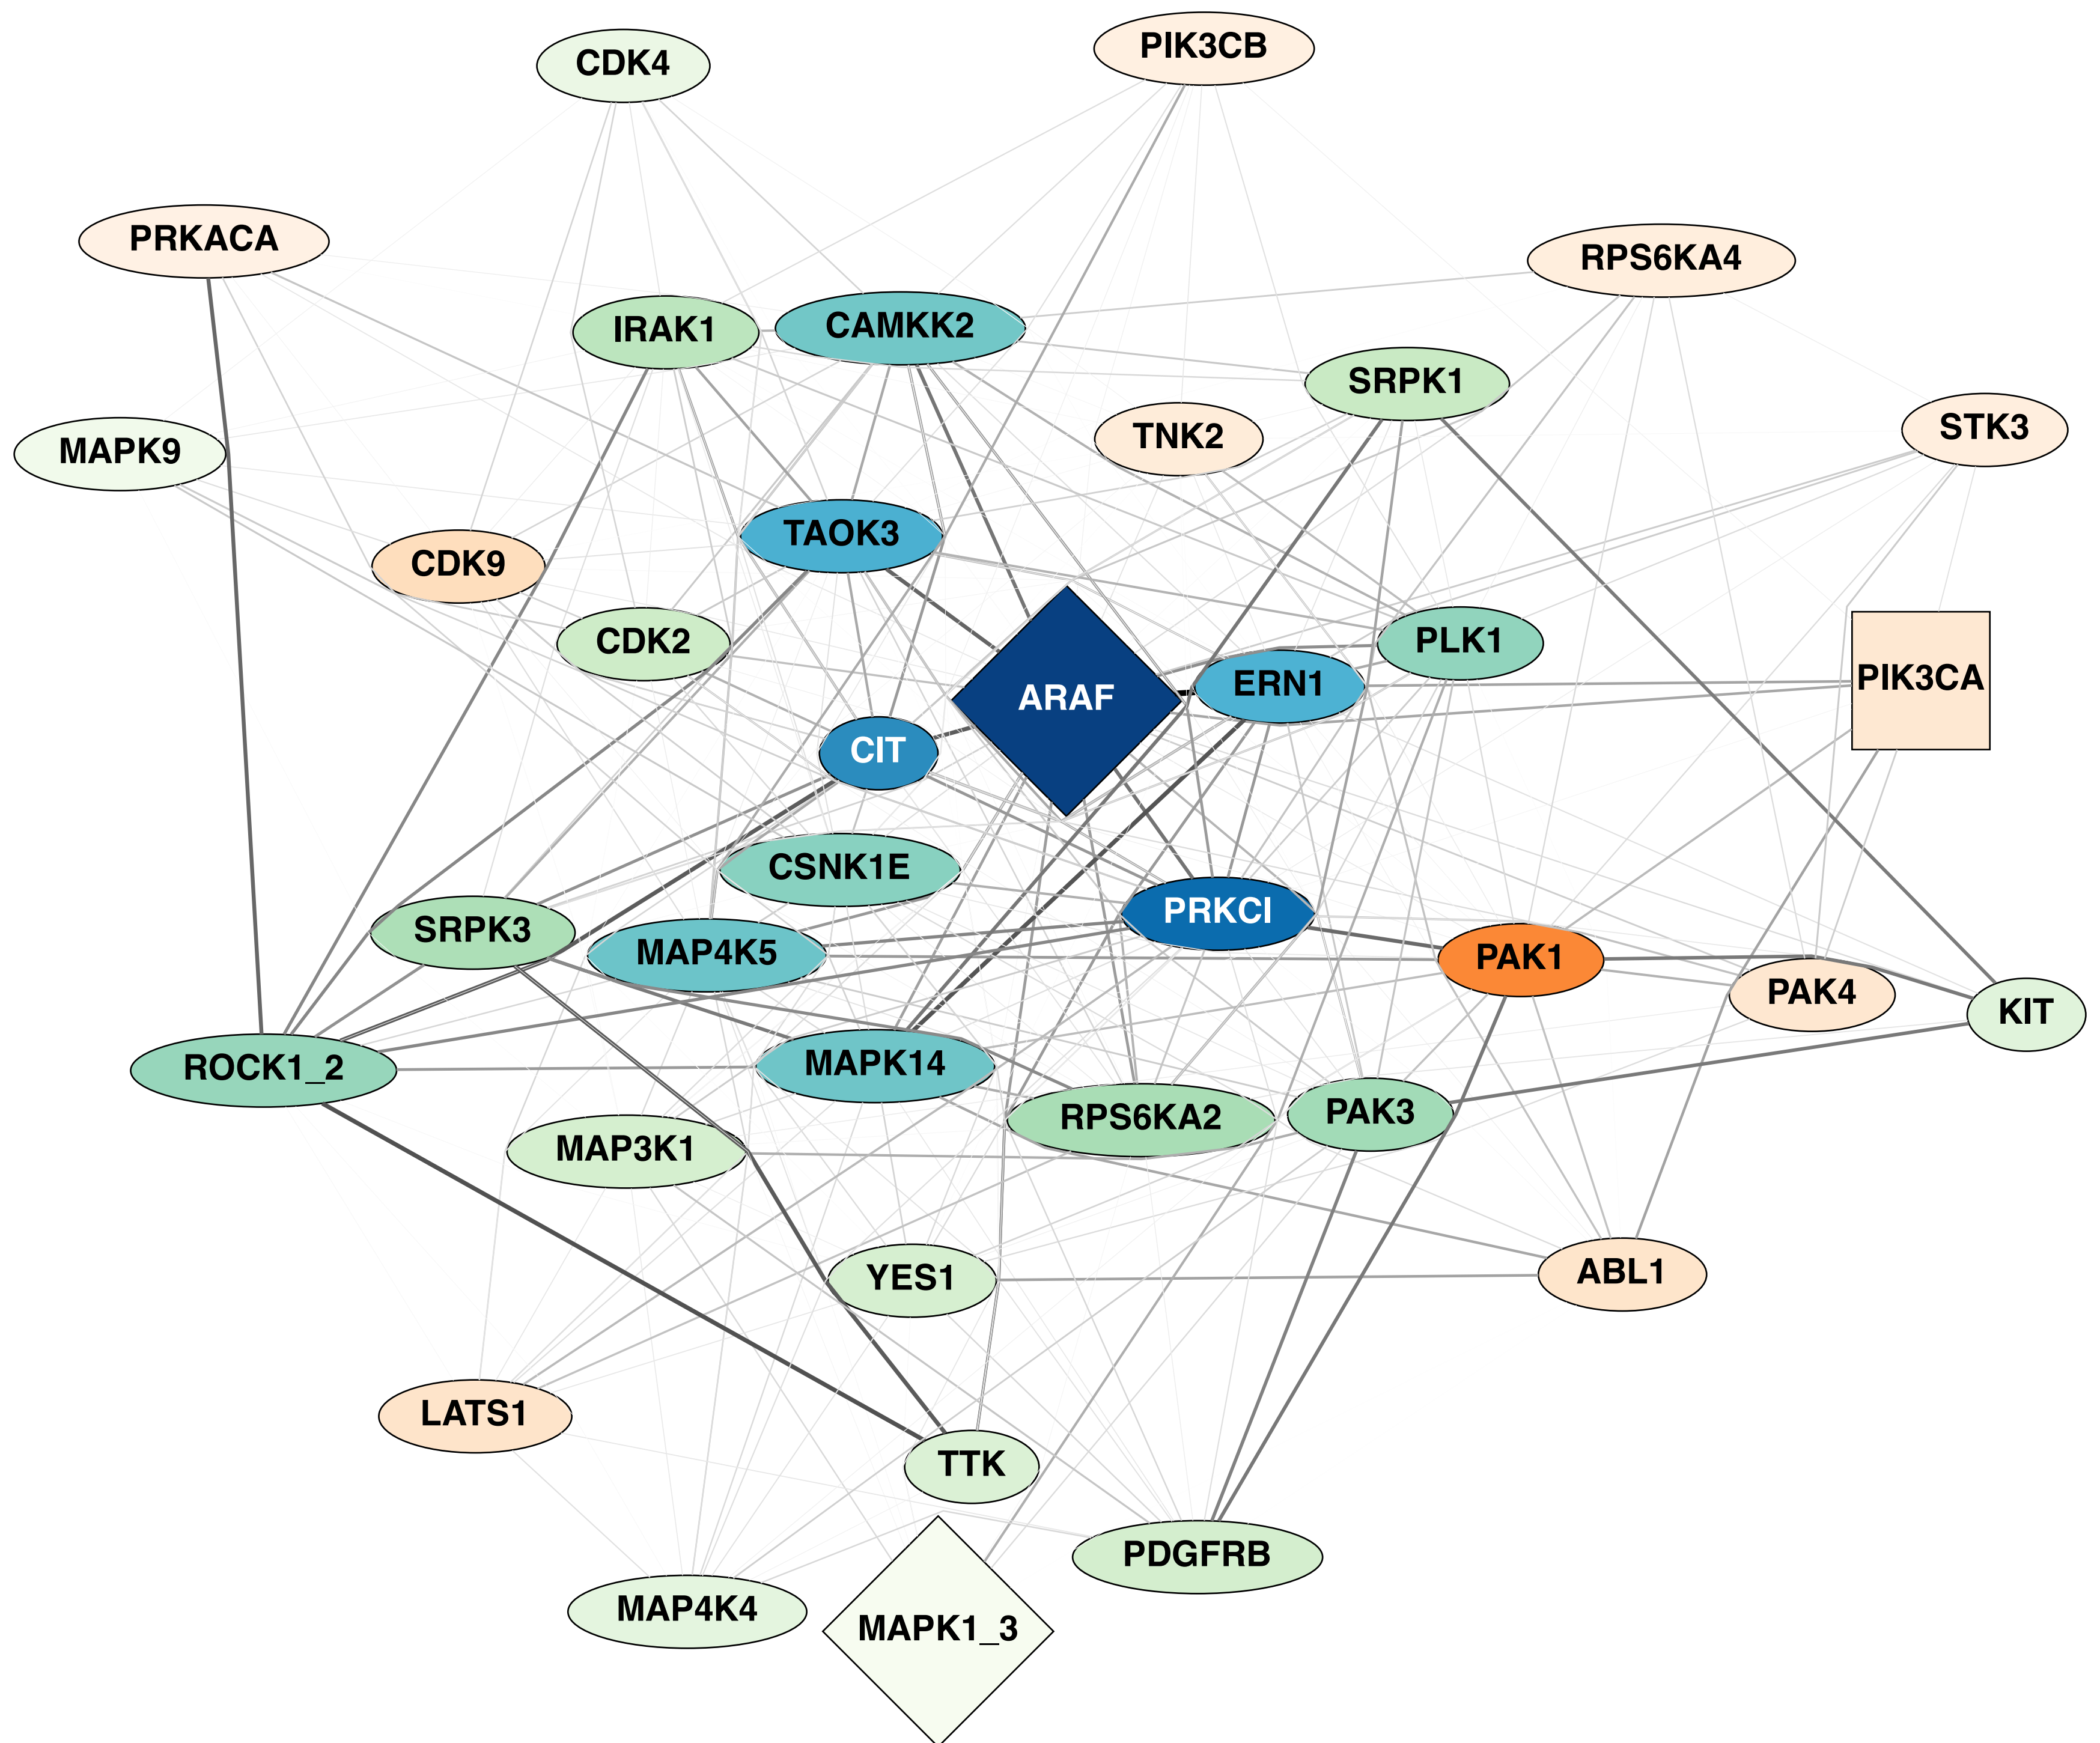 PIK3CB
CDK4
PRKACA
RPS6KA4
IRAK1
CAMKK2
SRPK1
TNK2
STK3
MAPK9
TAOK3
CDK9
CDK2
PLK1
ARAF
ERN1
PIK3CA
CIT
CSNK1E
PRKCI
SRPK3
MAP4K5
PAK1
PAK4
KIT
ROCK1_2
MAPK14
RPS6KA2
PAK3
MAP3K1
YES1
ABL1
LATS1
TTK
PDGFRB
MAP4K4
MAPK1_3